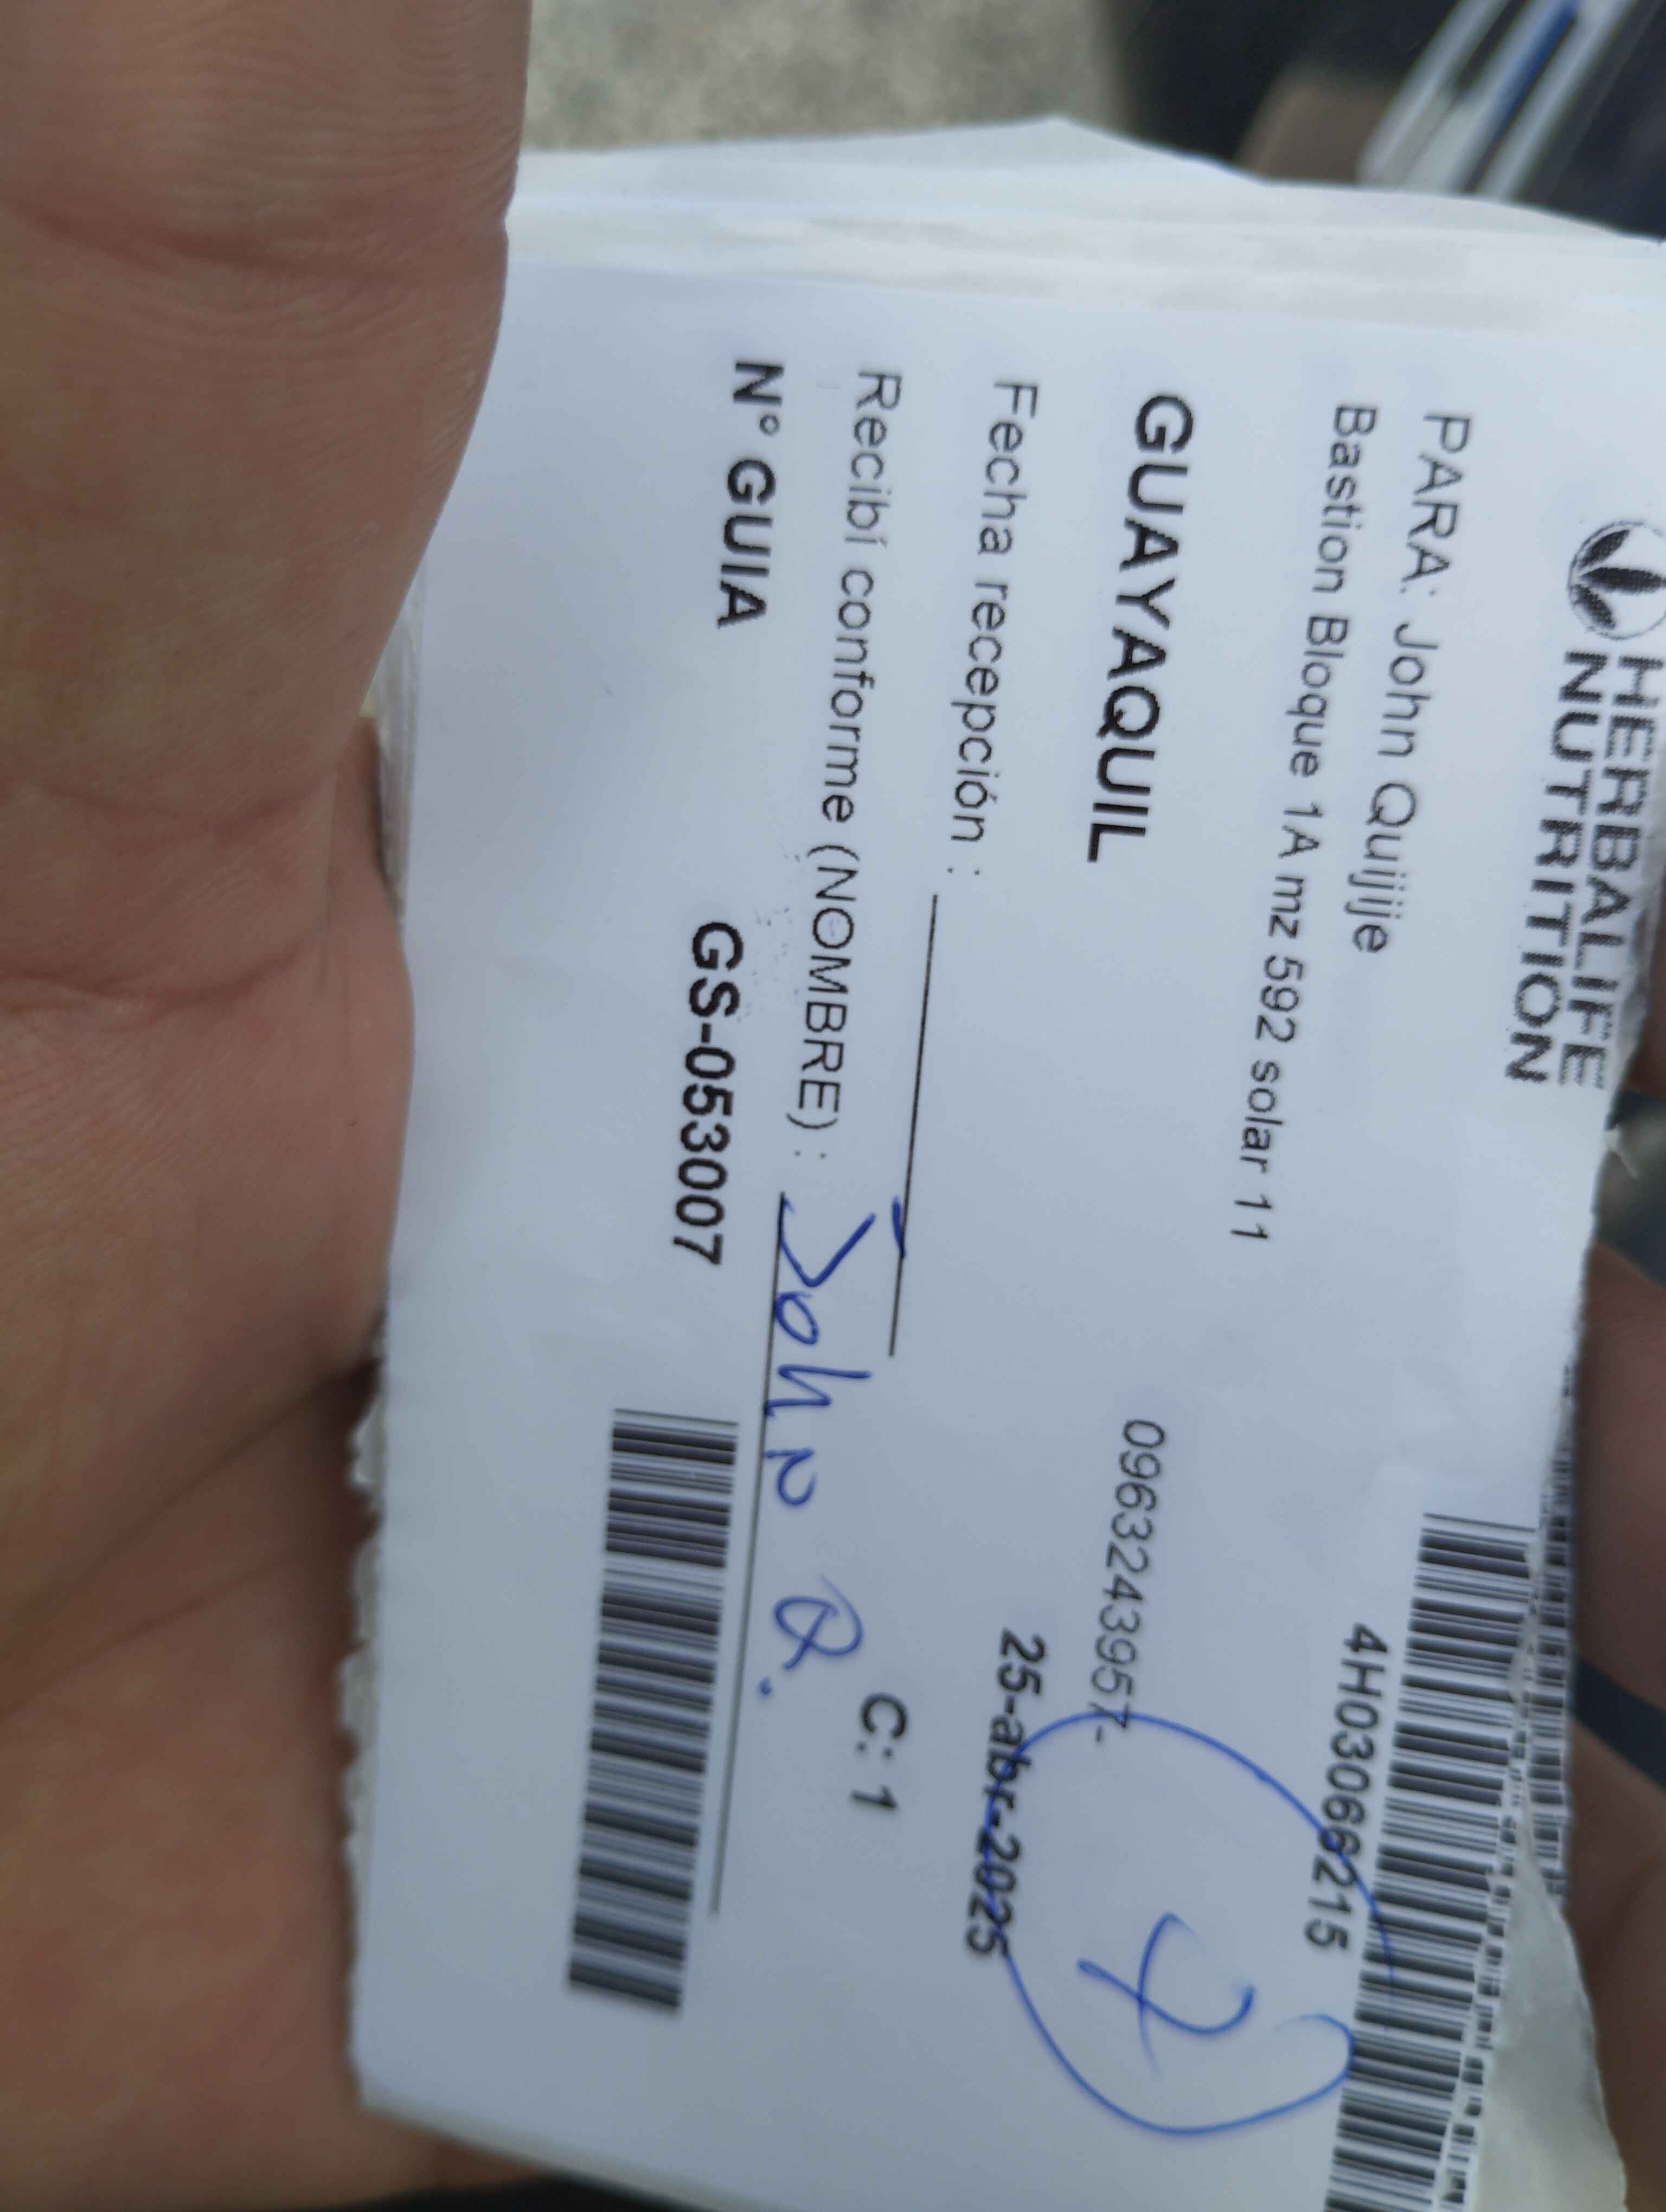 HERBALIFE
NUTRITION
PARA: John Quijije
4H03066215
Bastion Bloque 1A mz 592 solar 11
GUAYAQUIL
0963243957-
Fecha recepción :
25-abr-2025
7
Recibí conforme (NOMBRE) : John Q.
C: 1
N° GUIA GS-053007